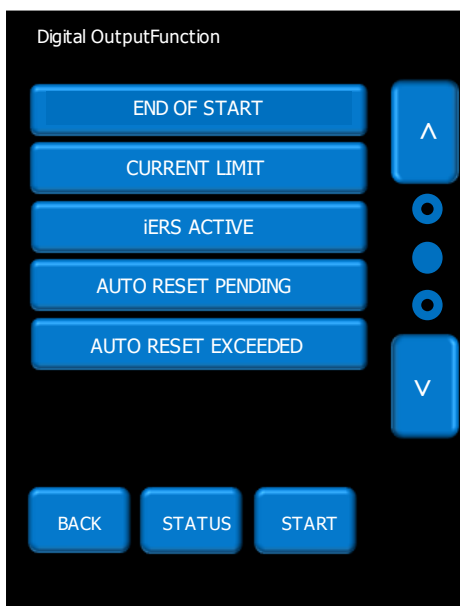 Digital OutputFunction
END OF START
CURRENT LIMIT
iERS ACTIVE
AUTO RESET PENDING
AUTO RESET EXCEEDED
˄
˅
BACK STATUS START